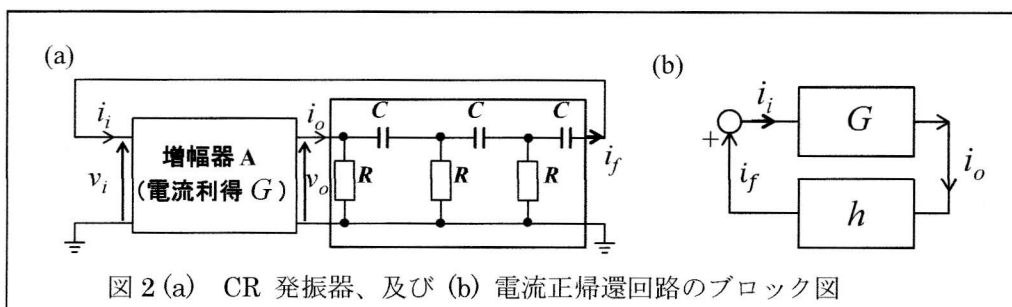 (a)
(b)
i_i
i_o
C
C
C
i_f
増幅器 A
(電流利得 G)
v_i
v_o
R
R
R
i_i
G
+
i_f
i_o
h
図 2 (a) CR 発振器、及び (b) 電流正帰還回路のブロック図